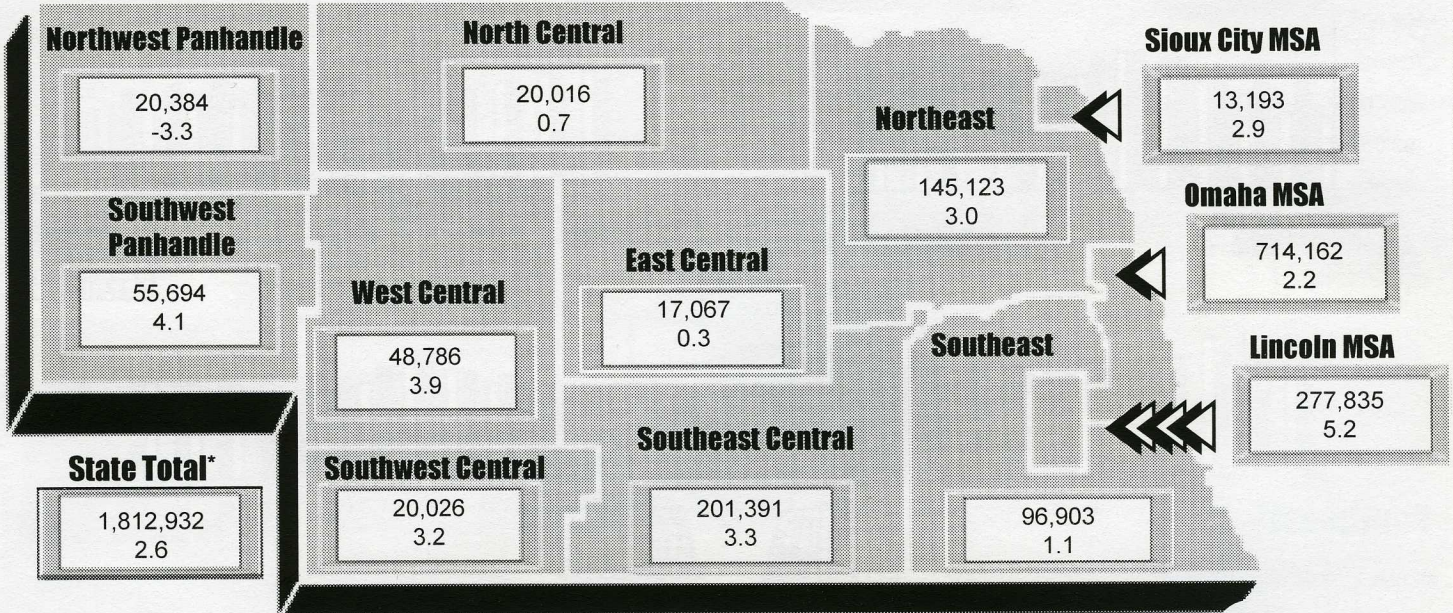 Northwest Panhandle
20,384
-3.3
North Central
20,016
0.7
Sioux City MSA
13,193
2.9
Northeast
145,123
3.0
Southwest
Panhandle
55,694
4.1
Omaha MSA
714,162
2.2
West Central
48,786
3.9
East Central
17,067
0.3
Southeast
96,903
1.1
Lincoln MSA
277,835
5.2
State Total*
1,812,932
2.6
Southwest Central
20,026
3.2
Southeast Central
201,391
3.3